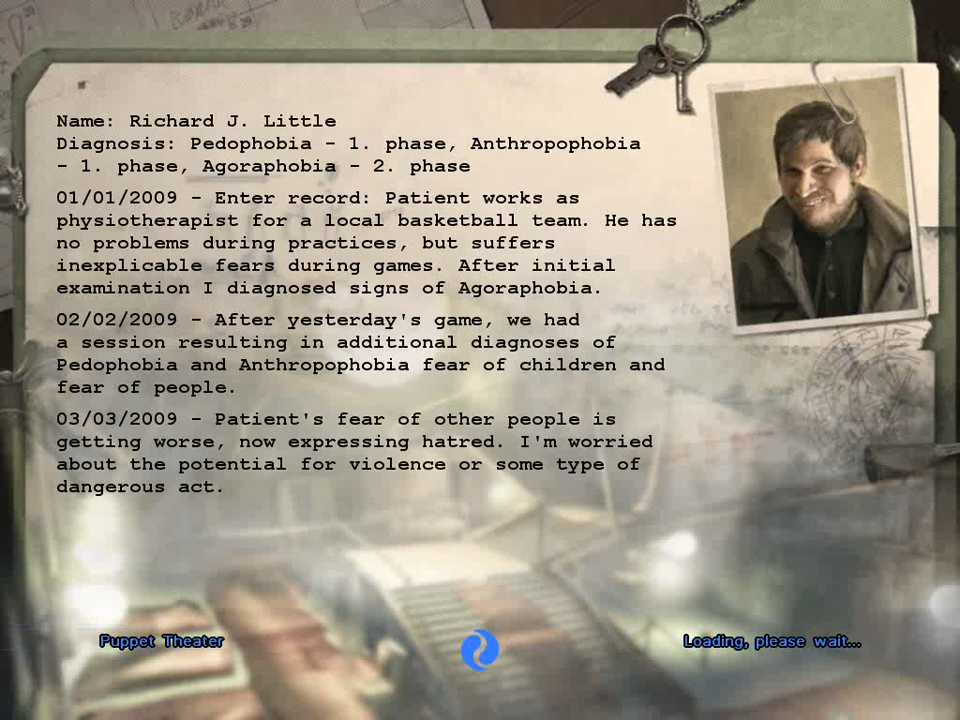 Name: Richard J. Little
Diagnosis: Pedophobia - 1. phase, Anthropophobia
- 1. phase, Agoraphobia - 2. phase
01/01/2009 - Enter record: Patient works as
physiotherapist for a local basketball team. He has
no problems during practices, but suffers
inexplicable fears during games. After initial
examination I diagnosed signs of Agoraphobia.
02/02/2009 - After yesterday's game, we had
a session resulting in additional diagnoses of
Pedophobia and Anthropophobia fear of children and
fear of people.
03/03/2009 - Patient's fear of other people is
getting worse, now expressing hatred. I'm worried
about the potential for violence or some type of
dangerous act.
Puppet Theater
Loading, please wait...